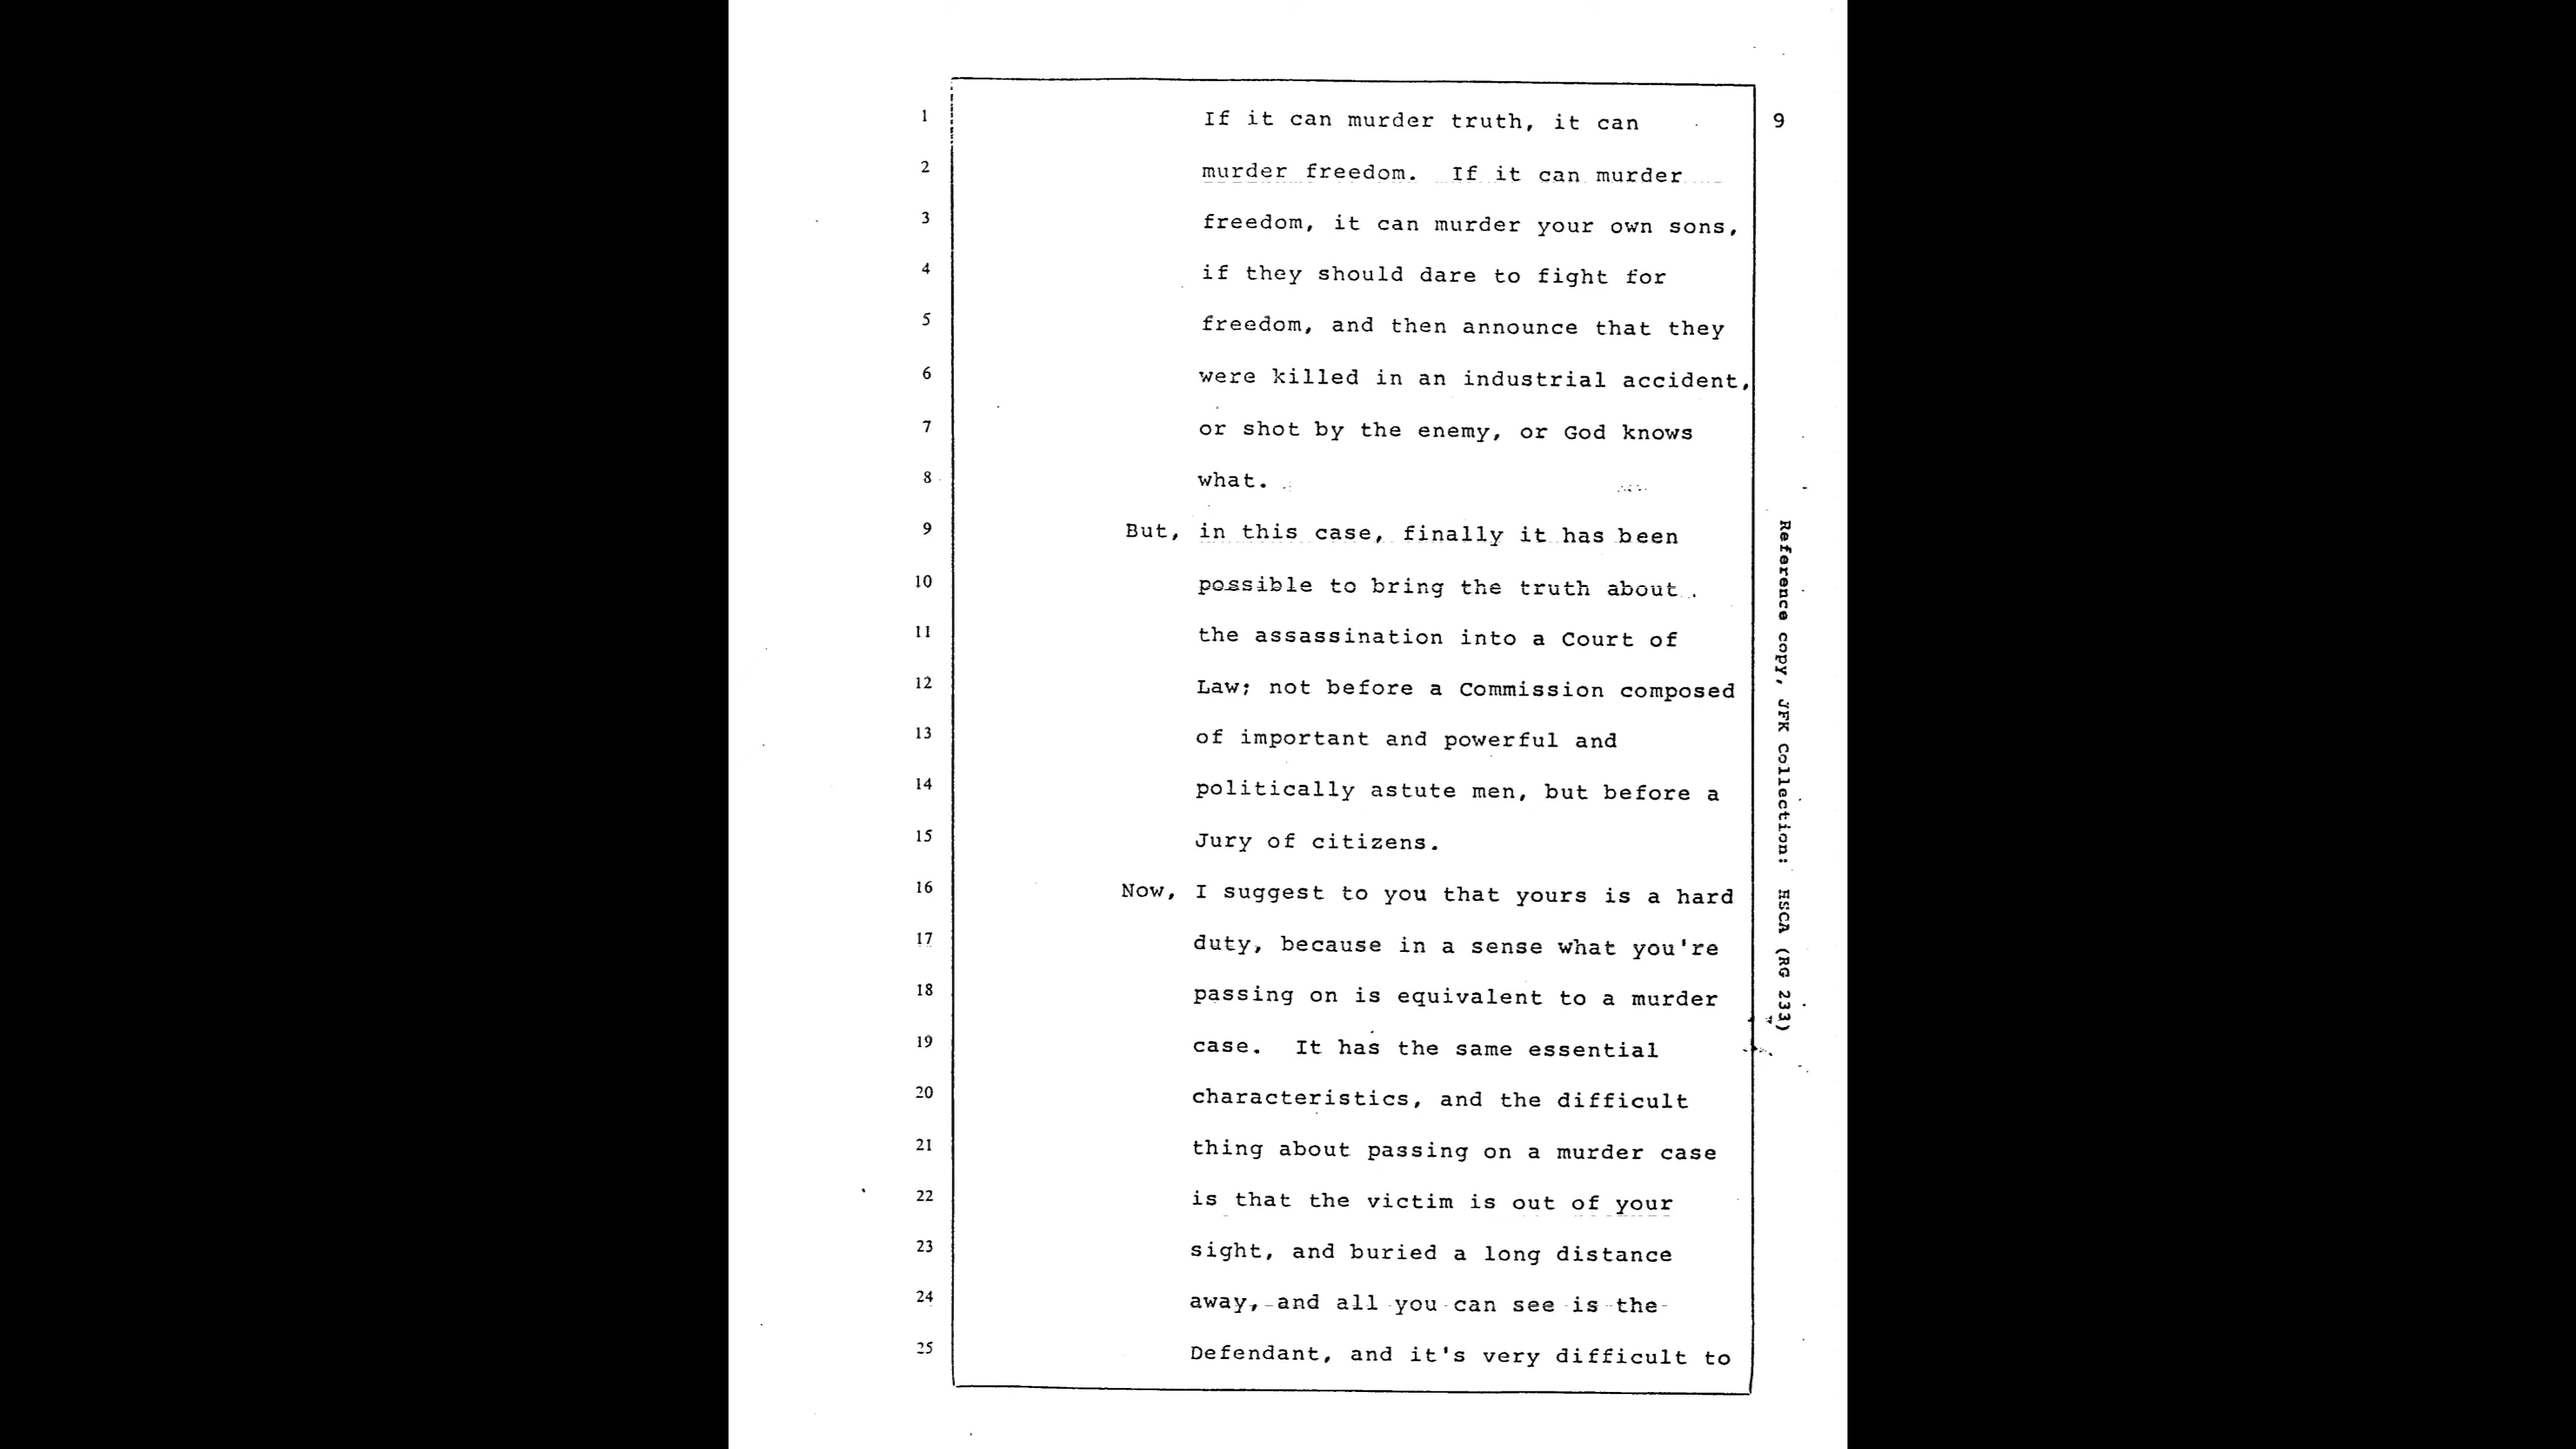 9
1 If it can murder truth, it can
2 murder freedom. If it can murder
3 freedom, it can murder your own sons,
4 if they should dare to fight for
5 freedom, and then announce that they
6 were killed in an industrial accident,
7 or shot by the enemy, or God knows
8 what.
9 But, in this case, finally it has been
10 possible to bring the truth about
11 the assassination into a Court of
12 Law; not before a Commission composed
13 of important and powerful and
14 politically astute men, but before a
15 Jury of citizens.
16 Now, I suggest to you that yours is a hard
17 duty, because in a sense what you're
18 passing on is equivalent to a murder
19 case. It has the same essential
20 characteristics, and the difficult
21 thing about passing on a murder case
22 is that the victim is out of your
23 sight, and buried a long distance
24 away, and all you can see is the
25 Defendant, and it's very difficult to
Reference copy, JFK Collection: HSCA (RG 233)